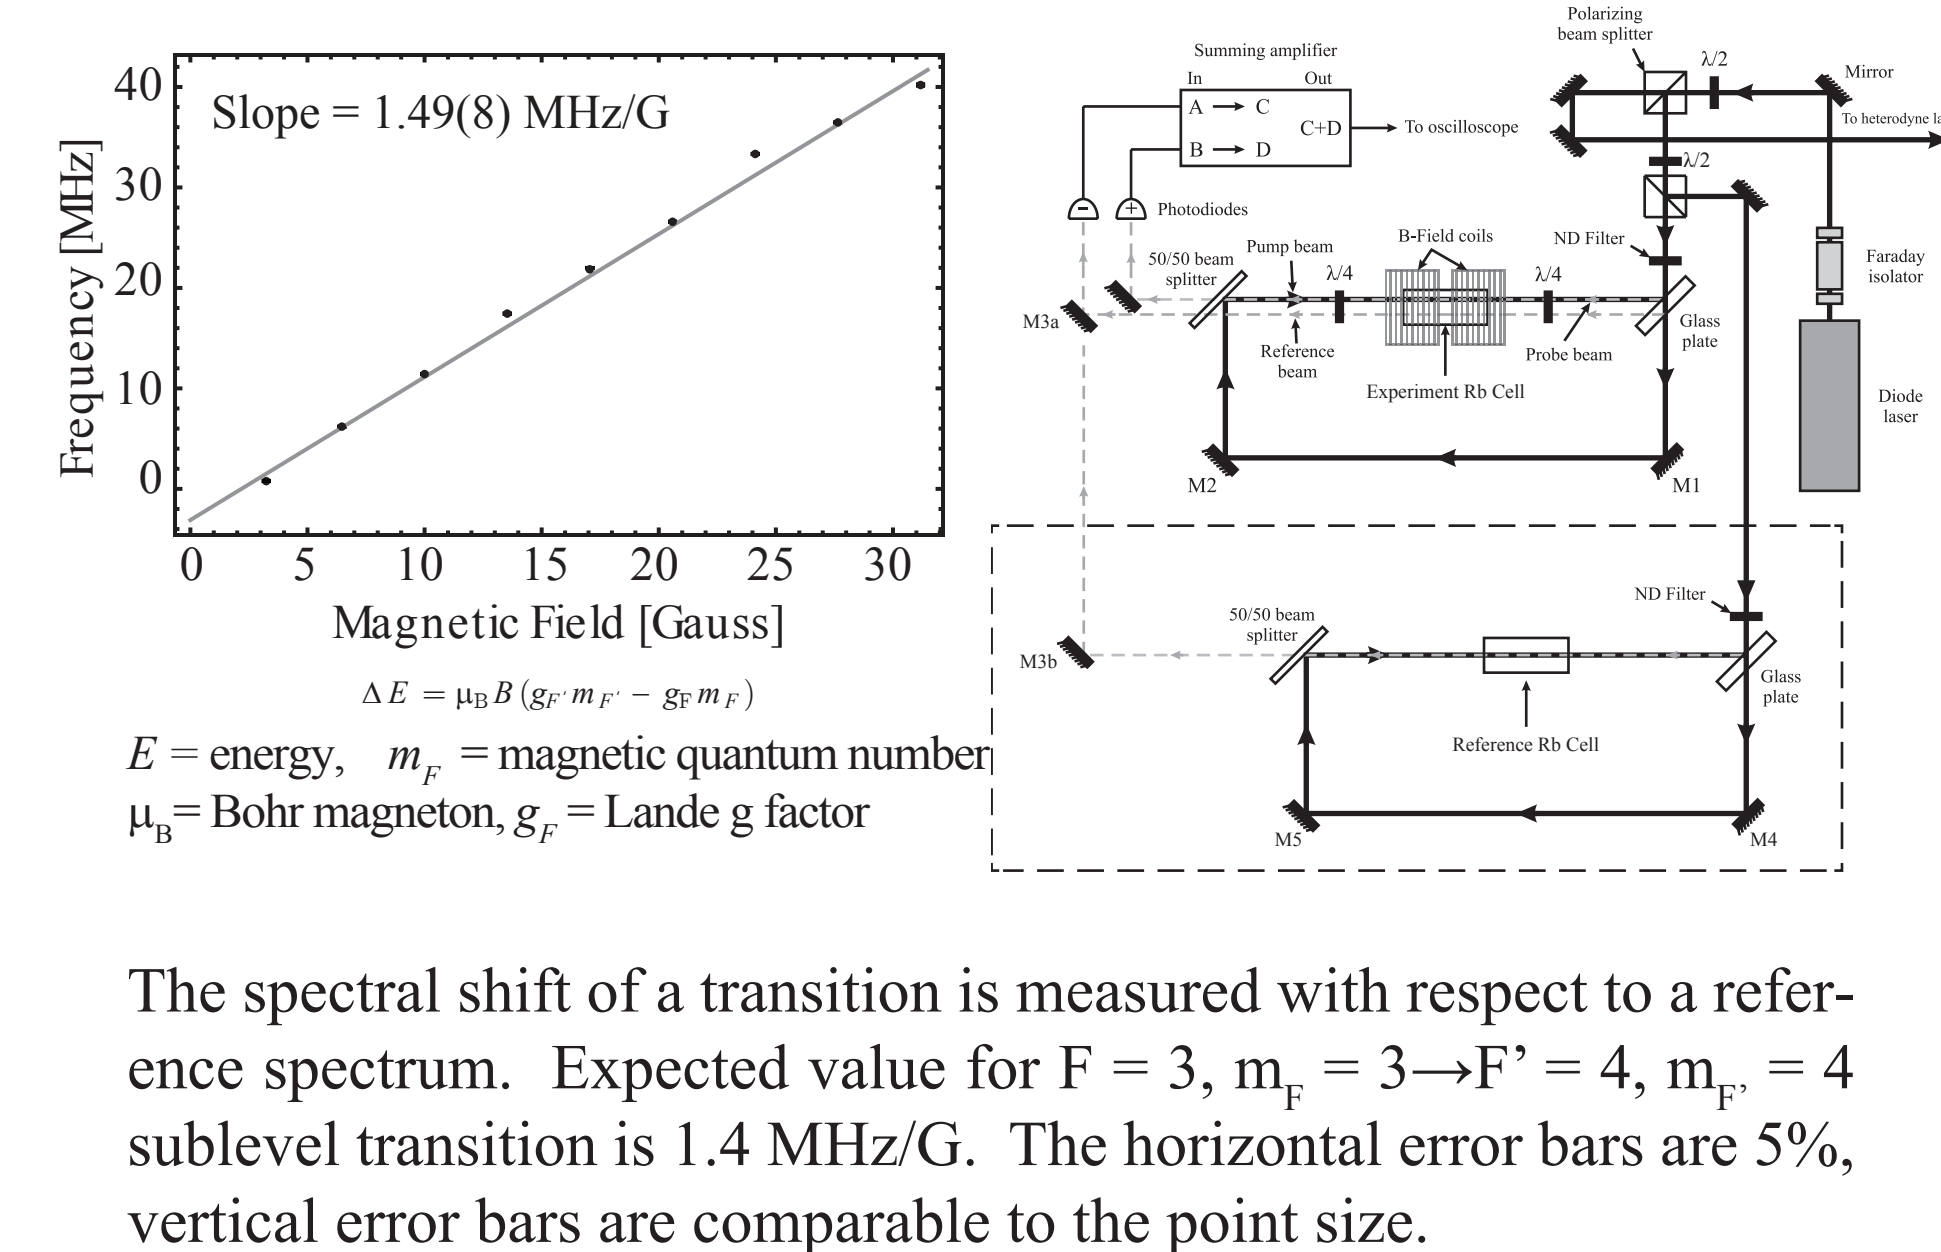 40
30
20
10
0
Frequency [MHz]
Slope = 1.49(8) MHz/G
0 5 10 15 20 25 30
Magnetic Field [Gauss]
Δ E = μB B (gF' mF' − gF mF)
E = energy, mF = magnetic quantum number
μB = Bohr magneton, gF = Lande g factor
Summing amplifier
In Out
A C
C+D
B D
To oscilloscope
Polarizing
beam splitter
λ/2
Mirror
To heterodyne la
λ/2
- +
Photodiodes
50/50 beam
splitter
Pump beam
λ/4
B-Field coils
λ/4
ND Filter
Faraday
isolator
M3a
Reference
beam
Experiment Rb Cell
Probe beam
Glass
plate
Diode
laser
M2
M1
ND Filter
50/50 beam
splitter
M3b
Glass
plate
Reference Rb Cell
M5
M4
The spectral shift of a transition is measured with respect to a refer-
ence spectrum. Expected value for F = 3, mF = 3→F’ = 4, mF’ = 4
sublevel transition is 1.4 MHz/G. The horizontal error bars are 5%,
vertical error bars are comparable to the point size.